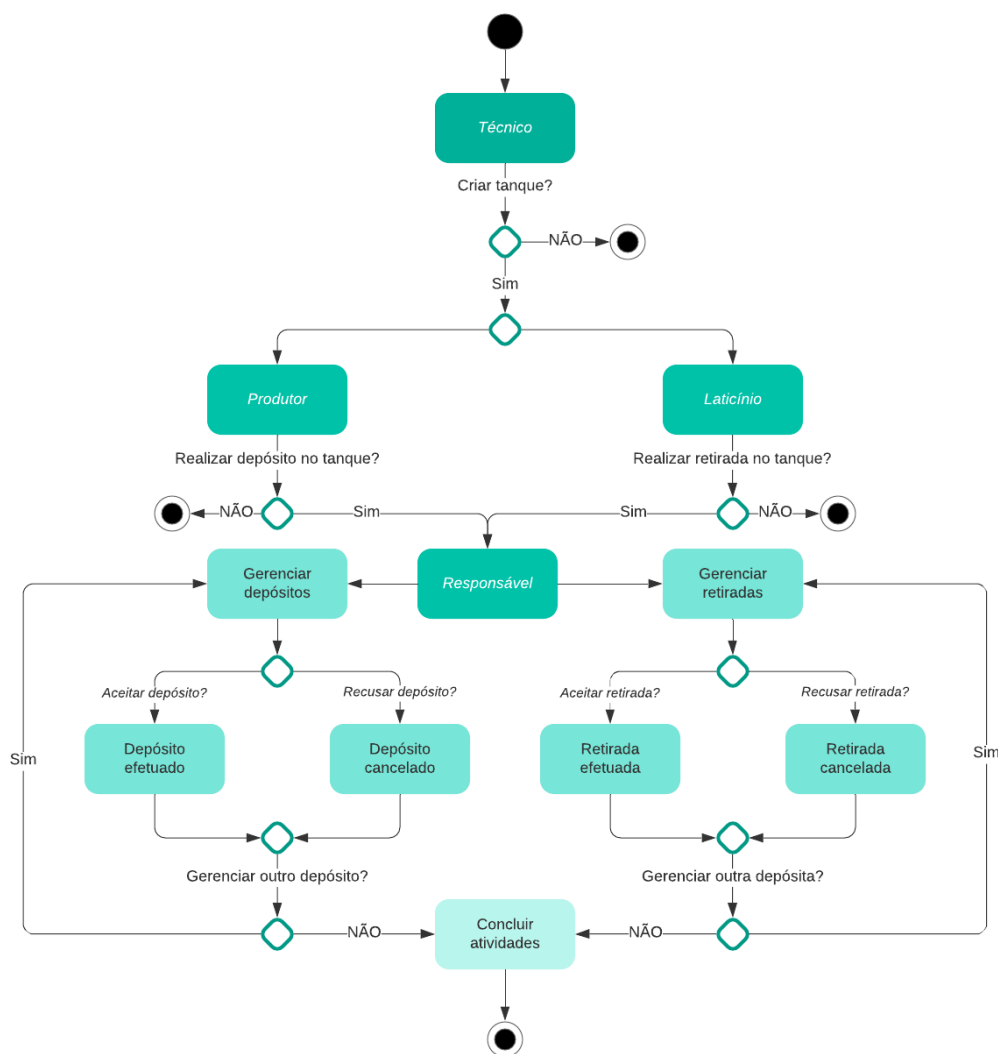 Técnico
Criar tanque?
NÃO
Sim
Produtor
Laticínio
Realizar depósito no tanque?
Realizar retirada no tanque?
NÃO
Sim
Sim
NÃO
Gerenciar
depósitos
Responsável
Gerenciar
retiradas
Aceitar depósito?
Recusar depósito?
Aceitar retirada?
Recusar retirada?
Sim
Depósito
efetuado
Depósito
cancelado
Retirada
efetuada
Retirada
cancelada
Sim
Gerenciar outro depósito?
Gerenciar outra depósita?
NÃO
Concluir
atividades
NÃO